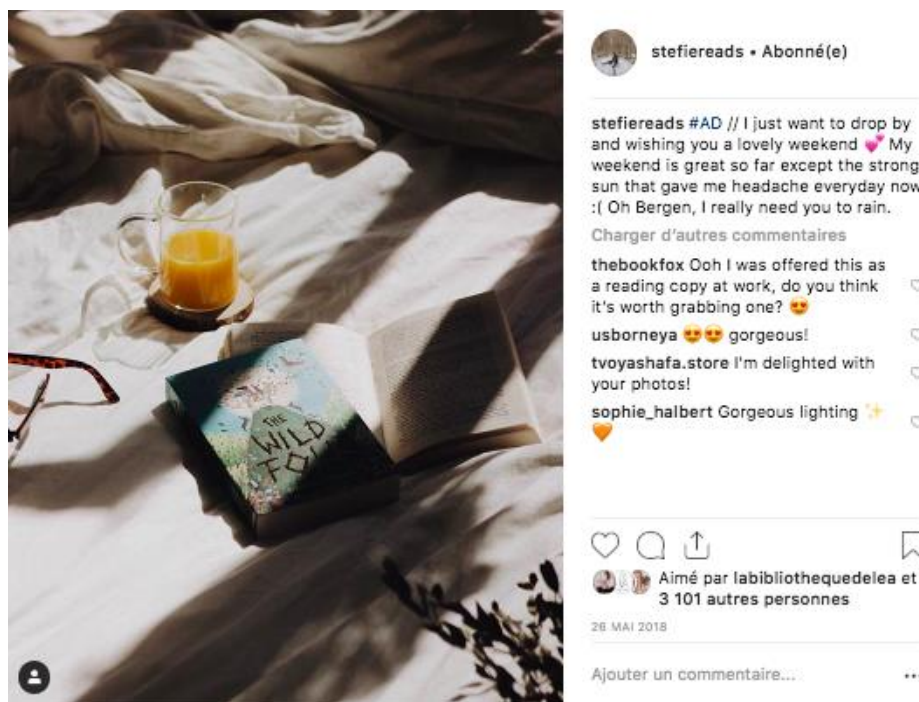 THE
WILD
stefiereads • Abonné(e)
stefiereads #AD // I just want to drop by
and wishing you a lovely weekend 💕 My
weekend is great so far except the strong
sun that gave me headache everyday now
:( Oh Bergen, I really need you to rain.
Charger d'autres commentaires
thebookfox Ooh I was offered this as
a reading copy at work, do you think
it's worth grabbing one? 😍
usborneya 😍😍 gorgeous!
tvoyashafa.store I'm delighted with
your photos!
sophie_halbert Gorgeous lighting ✨
🧡
Aimé par labibliothequedelea et
3 101 autres personnes
26 MAI 2018
Ajouter un commentaire...